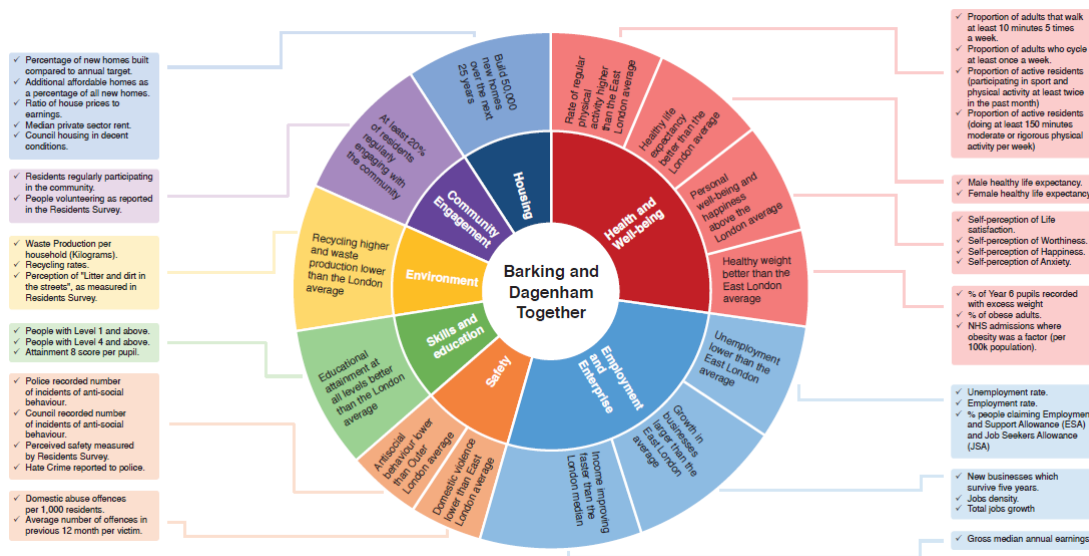 ✓ Percentage of new homes built
compared to annual target.
✓ Additional affordable homes as
a percentage of all new homes.
✓ Ratio of house prices to
earnings.
✓ Median private sector rent.
✓ Council housing in decent
conditions.
✓ Residents regularly participating
in the community.
✓ People volunteering as reported
in the Residents Survey.
✓ Waste Production per
household (Kilograms).
✓ Recycling rates.
✓ Perception of "Litter and dirt in
the streets", as measured in
Residents Survey.
✓ People with Level 1 and above.
✓ People with Level 4 and above.
✓ Attainment 8 score per pupil.
✓ Police recorded number
of incidents of anti-social
behaviour.
✓ Council recorded number
of incidents of anti-social
behaviour.
✓ Perceived safety measured
by Residents Survey.
✓ Hate Crime reported to police.
✓ Domestic abuse offences
per 1,000 residents.
✓ Average number of offences in
previous 12 month per victim.
Build 50,000
new homes
over the next
25 years
At least 20%
of residents
regularly
engaging with
the community
Recycling higher
and waste
production lower
than the London
average
Educational
attainment at
all levels better
than the London
average
Antisocial
behaviour lower
than Outer
London average
Domestic violence
lower than East
London average
Income improving
faster than the
London median
Growth in
businesses
larger than the
East London
average
Unemployment
lower than the
East London
average
Healthy weight
better than the
East London
average
Personal
well-being and
happiness
above the
London average
Healthy life
expectancy
better than the
London average
Rate of regular
physical
activity higher
than the East
London average
Housing
Community
Engagement
Environment
Skills and
education
Safety
Employment
and
Enterprise
Health and
Well-being
Barking and
Dagenham
Together
✓ Proportion of adults that walk
at least 10 minutes 5 times
a week.
✓ Proportion of adults who cycle
at least once a week.
✓ Proportion of active residents
(participating in sport and
physical activity at least twice
in the past month)
✓ Proportion of active residents
(doing at least 150 minutes
moderate or rigorous physical
activity per week)
✓ Male healthy life expectancy.
✓ Female healthy life expectancy
✓ Self-perception of Life
satisfaction.
✓ Self-perception of Worthiness.
✓ Self-perception of Happiness.
✓ Self-perception of Anxiety.
✓ % of Year 6 pupils recorded
with excess weight
✓ % of obese adults.
✓ NHS admissions where
obesity was a factor (per
100k population).
✓ Unemployment rate.
✓ Employment rate.
✓ % people claiming Employmen
and Support Allowance (ESA)
and Job Seekers Allowance
(JSA)
✓ New businesses which
survive five years.
✓ Jobs density.
✓ Total jobs growth
✓ Gross median annual earnings